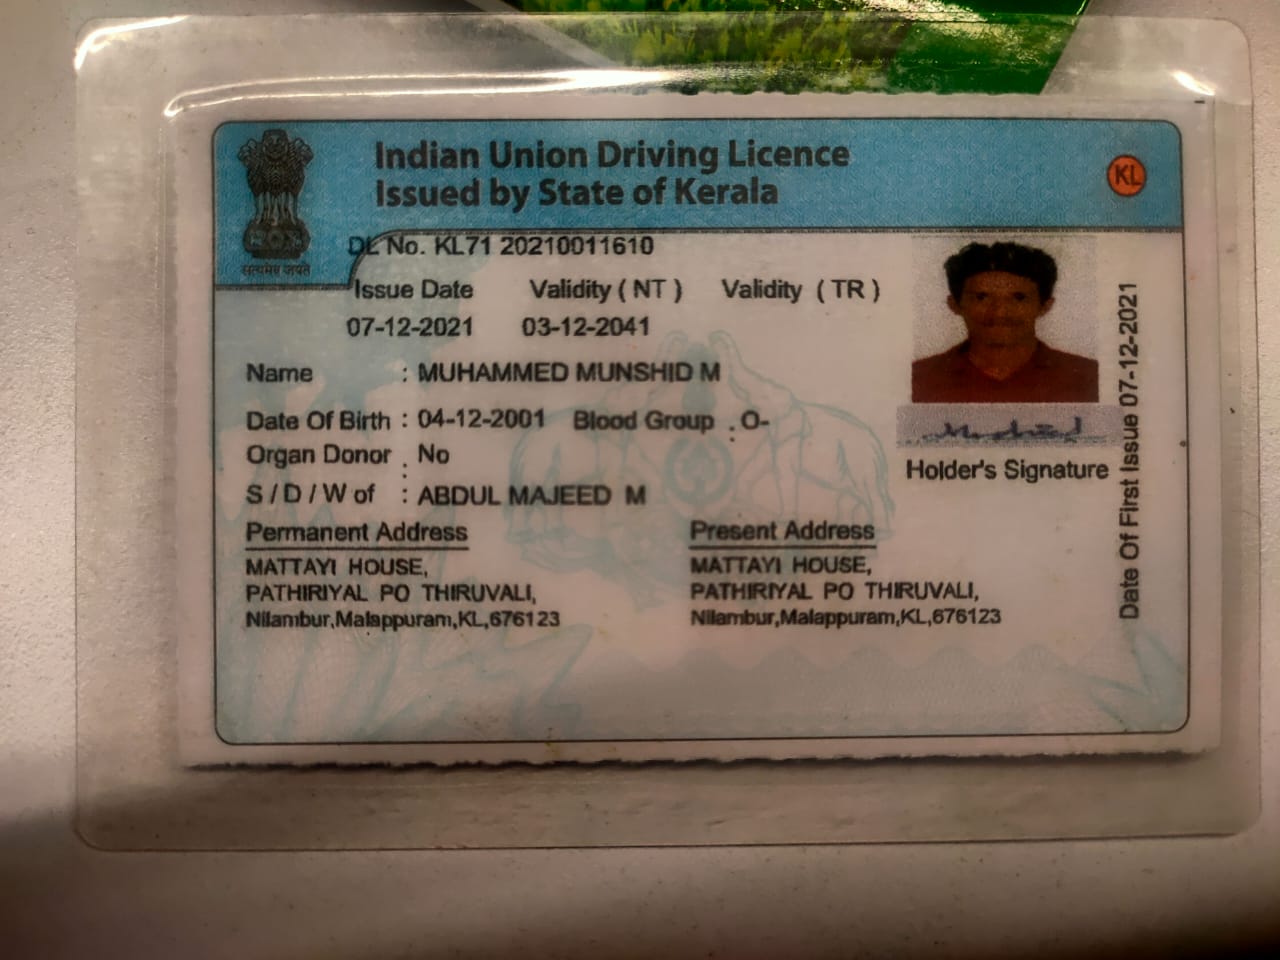 Indian Union Driving Licence
Issued by State of Kerala
KL
सत्यमेव जयते
DL No. KL71 20210011610
Issue Date Validity ( NT ) Validity ( TR )
07-12-2021 03-12-2041
Name : MUHAMMED MUNSHID M
Date Of Birth : 04-12-2001 Blood Group : O-
Organ Donor : No
S / D / W of : ABDUL MAJEED M
Holder's Signature
Date Of First Issue 07-12-2021
Permanent Address
MATTAYI HOUSE,
PATHIRIYAL PO THIRUVALI,
Nilambur,Malappuram,KL,676123
Present Address
MATTAYI HOUSE,
PATHIRIYAL PO THIRUVALI,
Nilambur,Malappuram,KL,676123